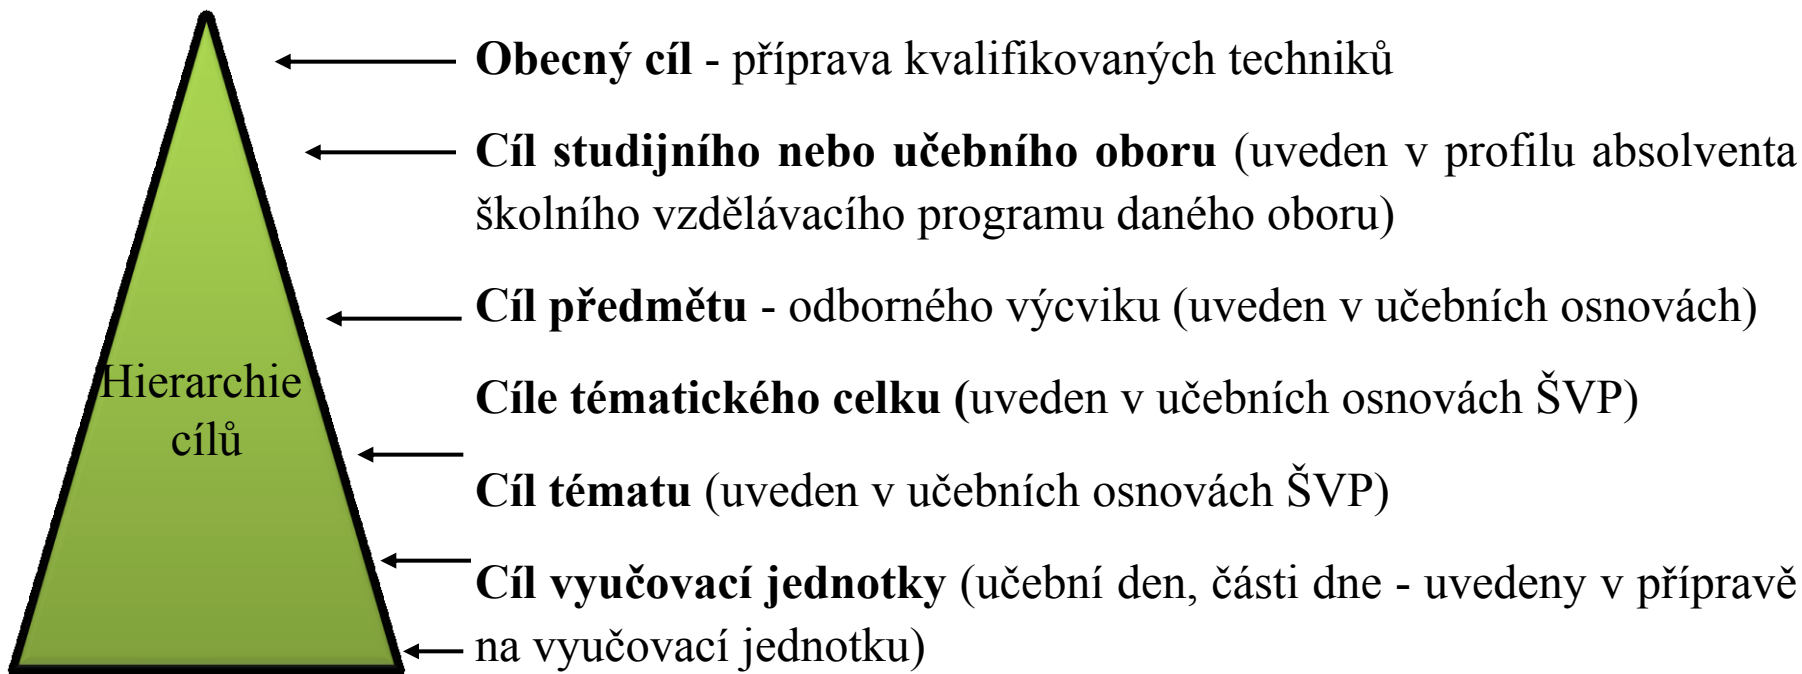 Obecný cíl - příprava kvalifikovaných techniků
Cíl studijního nebo učebního oboru (uveden v profilu absolventa
školního vzdělávacího programu daného oboru)
Cíl předmětu - odborného výcviku (uveden v učebních osnovách)
Hierarchie
cílů
Cíle tématického celku (uveden v učebních osnovách ŠVP)
Cíl tématu (uveden v učebních osnovách ŠVP)
Cíl vyučovací jednotky (učební den, části dne - uvedeny v přípravě
na vyučovací jednotku)